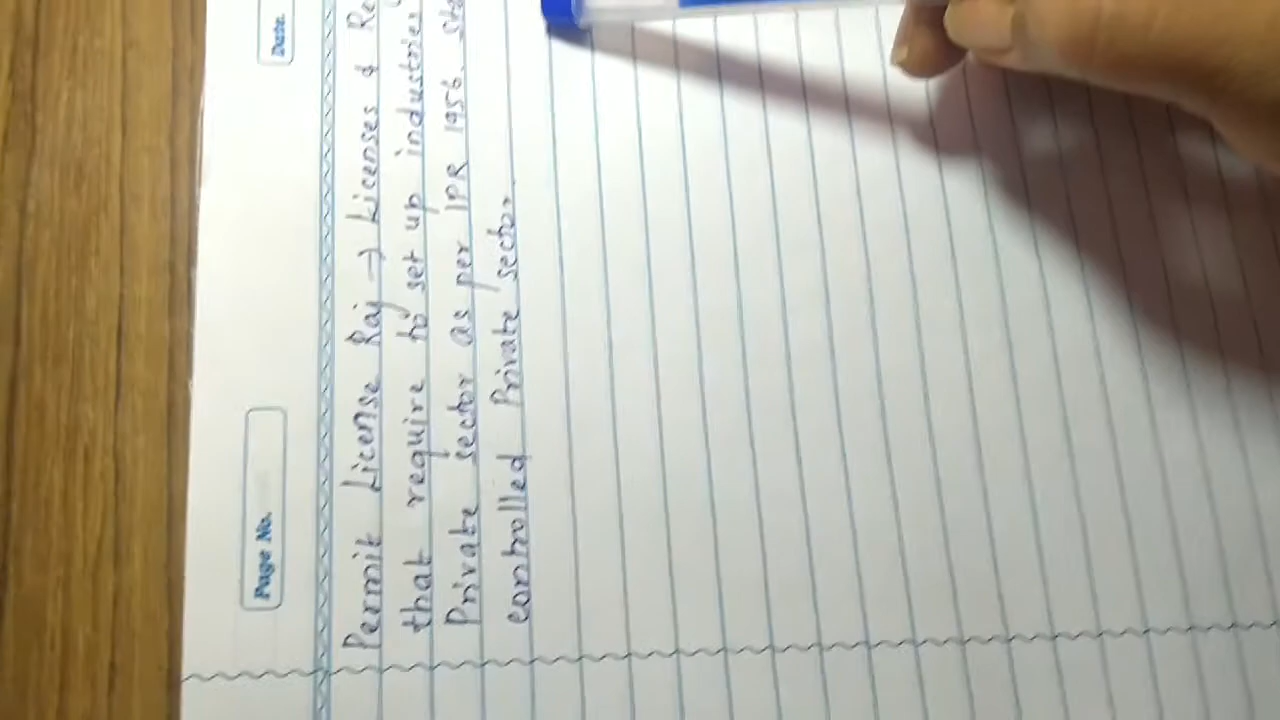 Page No.
Date
Permit License Raj → Licenses &
that require to set up industries
Private sector as per IPR 1956.
controlled Private sector.